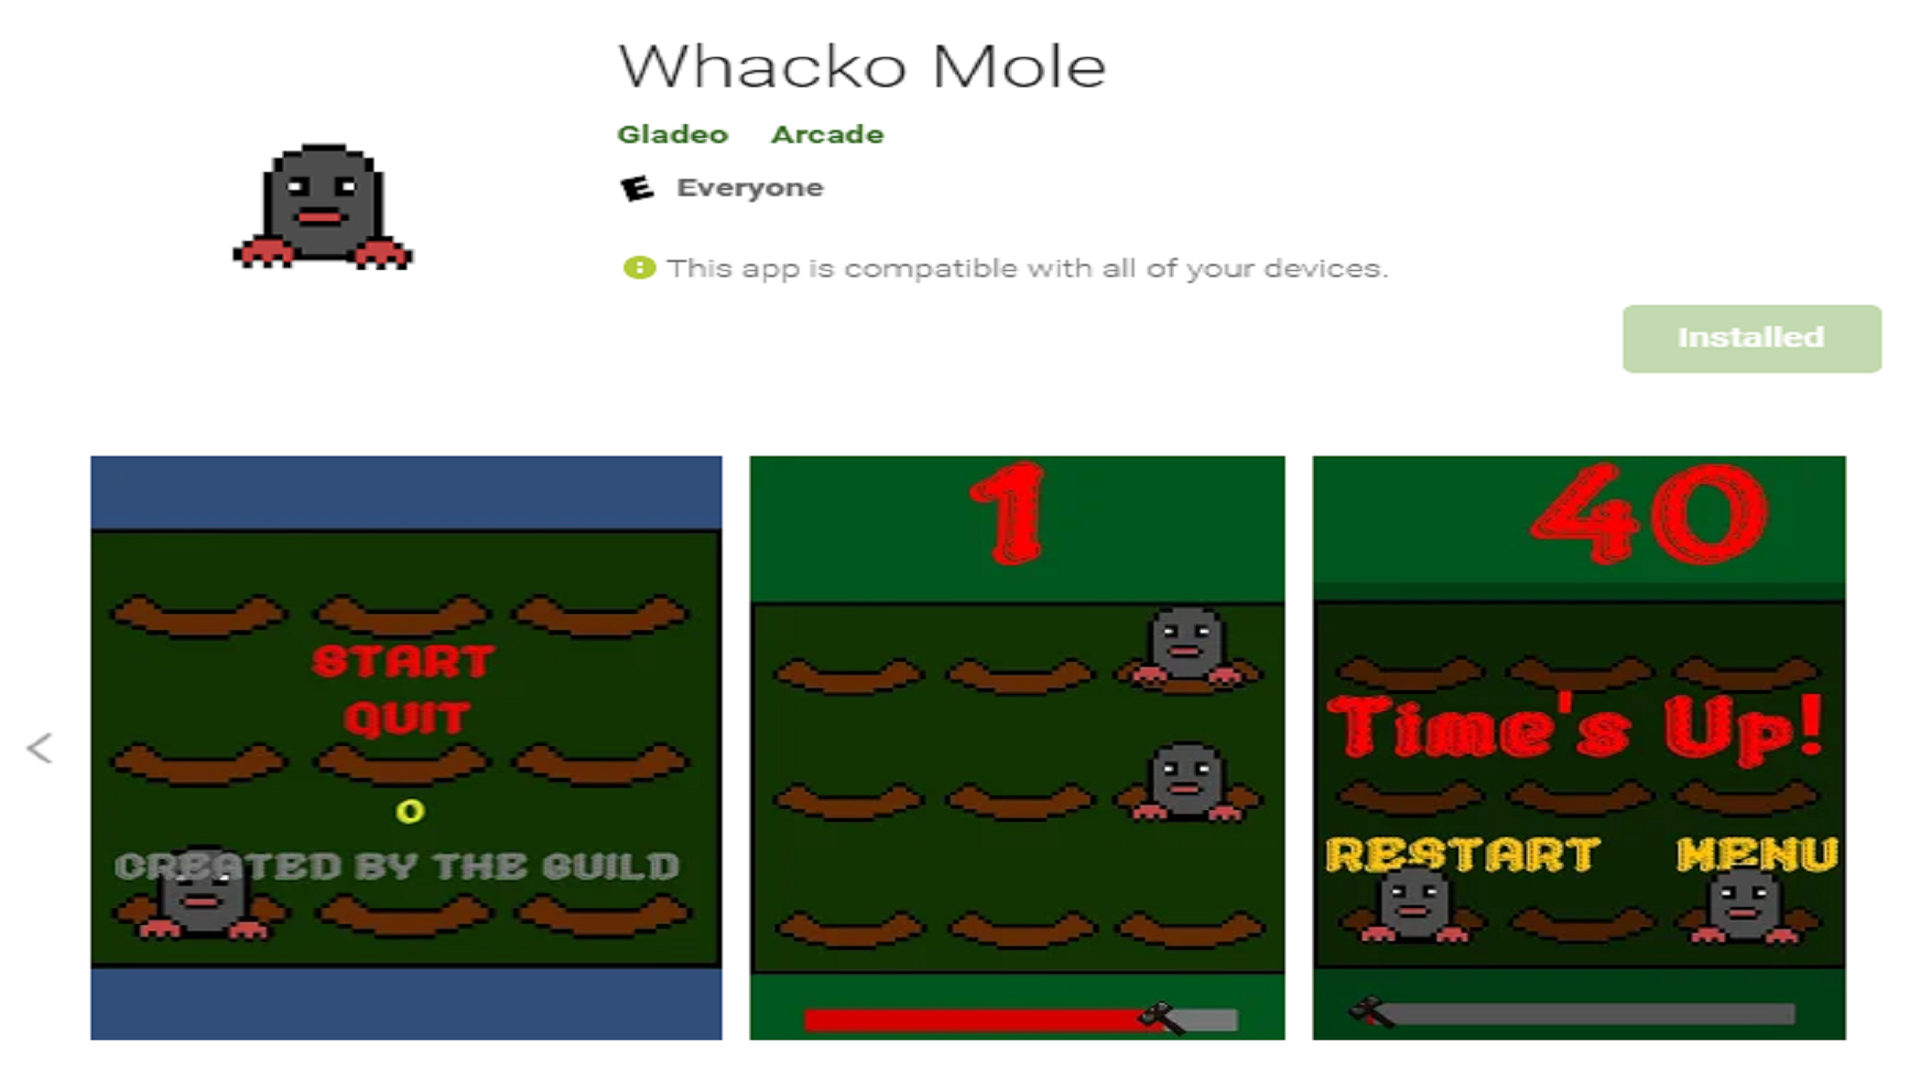 Whacko Mole
Gladeo Arcade
E Everyone
This app is compatible with all of your devices.
Installed
START
QUIT
0
CREATED BY THE GUILD
1
40
Time's Up!
RESTART MENU